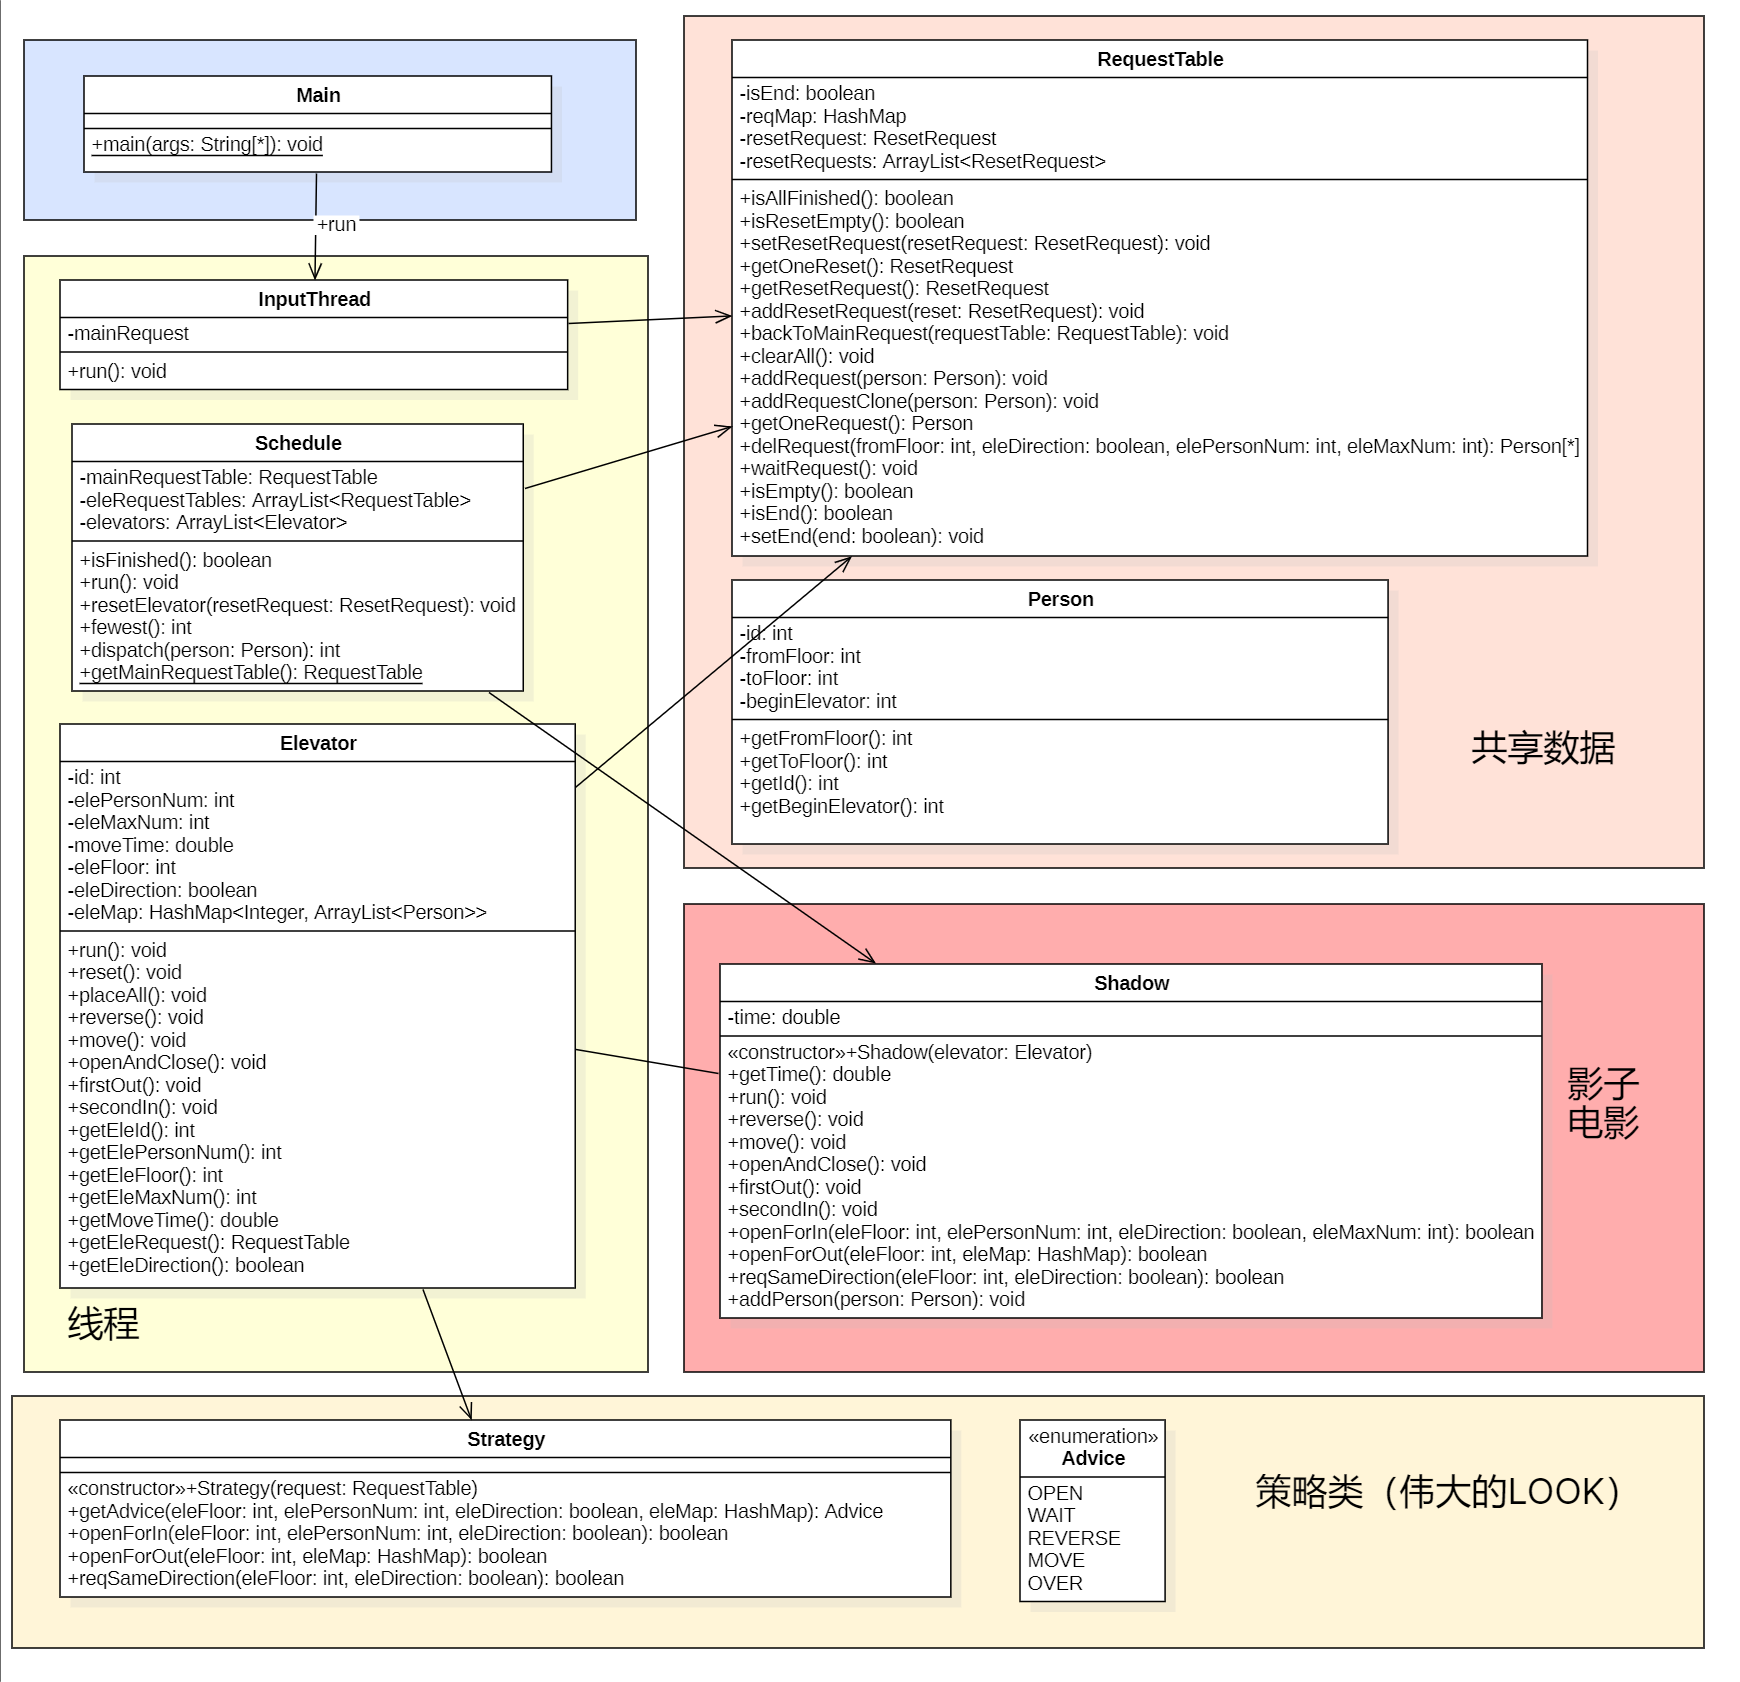 Main
+main(args: String[*]): void
+run
InputThread
-mainRequest
+run(): void
Schedule
-mainRequestTable: RequestTable
-eleRequestTables: ArrayList<RequestTable>
-elevators: ArrayList<Elevator>
+isFinished(): boolean
+run(): void
+resetElevator(resetRequest: ResetRequest): void
+fewest(): int
+dispatch(person: Person): int
+getMainRequestTable(): RequestTable
Elevator
-id: int
-elePersonNum: int
-eleMaxNum: int
-moveTime: double
-eleFloor: int
-eleDirection: boolean
-eleMap: HashMap<Integer, ArrayList<Person>>
+run(): void
+reset(): void
+placeAll(): void
+reverse(): void
+move(): void
+openAndClose(): void
+firstOut(): void
+secondIn(): void
+getEleId(): int
+getElePersonNum(): int
+getEleFloor(): int
+getEleMaxNum(): int
+getMoveTime(): double
+getEleRequest(): RequestTable
+getEleDirection(): boolean
线程
RequestTable
-isEnd: boolean
-reqMap: HashMap
-resetRequest: ResetRequest
-resetRequests: ArrayList<ResetRequest>
+isAllFinished(): boolean
+isResetEmpty(): boolean
+setResetRequest(resetRequest: ResetRequest): void
+getOneReset(): ResetRequest
+getResetRequest(): ResetRequest
+addResetRequest(reset: ResetRequest): void
+backToMainRequest(requestTable: RequestTable): void
+clearAll(): void
+addRequest(person: Person): void
+addRequestClone(person: Person): void
+getOneRequest(): Person
+delRequest(fromFloor: int, eleDirection: boolean, elePersonNum: int, eleMaxNum: int): Person[*]
+waitRequest(): void
+isEmpty(): boolean
+isEnd(): boolean
+setEnd(end: boolean): void
Person
-id: int
-fromFloor: int
-toFloor: int
-beginElevator: int
+getFromFloor(): int
+getToFloor(): int
+getId(): int
+getBeginElevator(): int
共享数据
Shadow
-time: double
«constructor»+Shadow(elevator: Elevator)
+getTime(): double
+run(): void
+reverse(): void
+move(): void
+openAndClose(): void
+firstOut(): void
+secondIn(): void
+openForIn(eleFloor: int, elePersonNum: int, eleDirection: boolean, eleMaxNum: int): boolean
+openForOut(eleFloor: int, eleMap: HashMap): boolean
+reqSameDirection(eleFloor: int, eleDirection: boolean): boolean
+addPerson(person: Person): void
影子
电影
Strategy
«constructor»+Strategy(request: RequestTable)
+getAdvice(eleFloor: int, elePersonNum: int, eleDirection: boolean, eleMap: HashMap): Advice
+openForIn(eleFloor: int, elePersonNum: int, eleDirection: boolean): boolean
+openForOut(eleFloor: int, eleMap: HashMap): boolean
+reqSameDirection(eleFloor: int, eleDirection: boolean): boolean
«enumeration»
Advice
OPEN
WAIT
REVERSE
MOVE
OVER
策略类（伟大的LOOK）